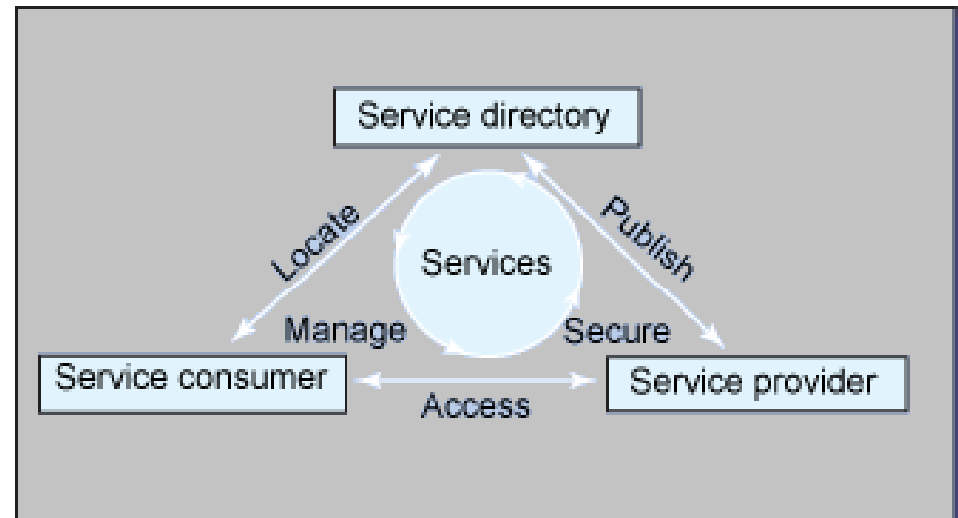 Service directory
Locate
Publish
Services
Manage
Secure
Service consumer
Service provider
Access